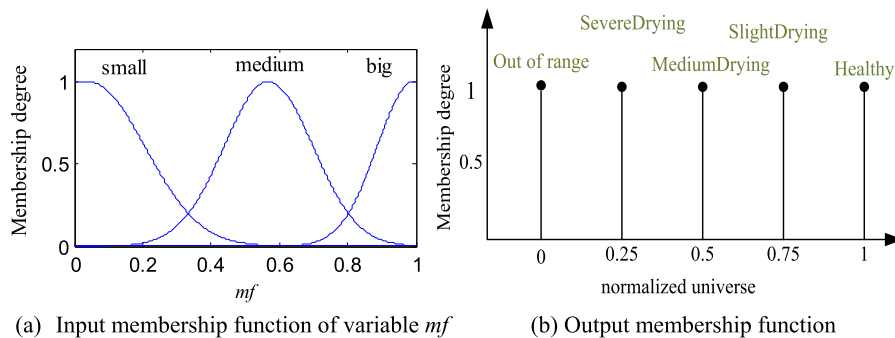 small
medium
big
Membership degree
1
0.5
0
0
0.2
0.4
0.6
0.8
1
mf
(a) Input membership function of variable mf
SevereDrying
SlightDrying
Out of range
MediumDrying
Healthy
Membership degree
1
0.5
0
0.25
0.5
0.75
1
normalized universe
(b) Output membership function